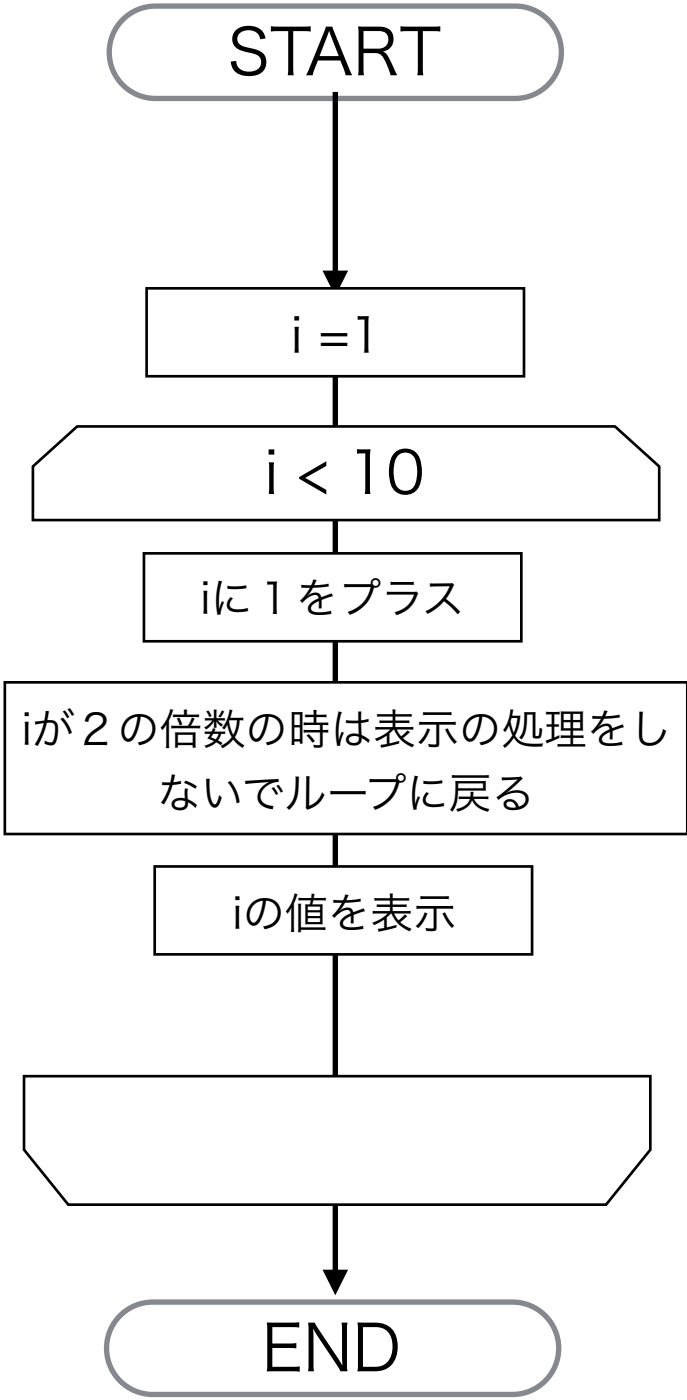 START
i =1
i < 10
iに１をプラス
iが２の倍数の時は表示の処理をし
ないでループに戻る
iの値を表示
END